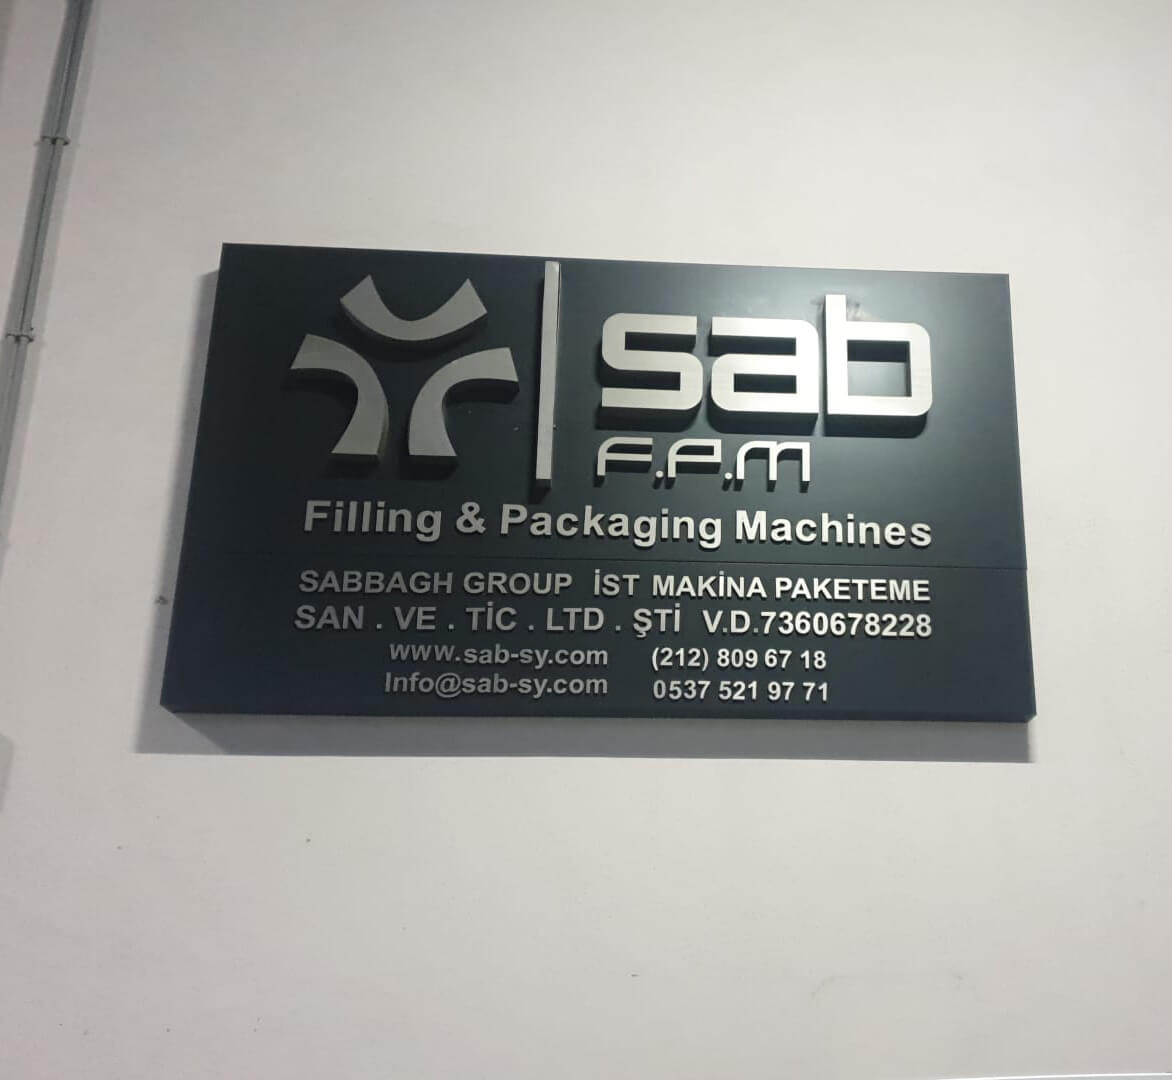 sab
F.P.M
Filling & Packaging Machines
SABBAGH GROUP İST MAKİNA PAKETEME
SAN . VE . TİC . LTD . ŞTİ V.D.7360678228
www.sab-sy.com (212) 809 67 18
Info@sab-sy.com 0537 521 97 71